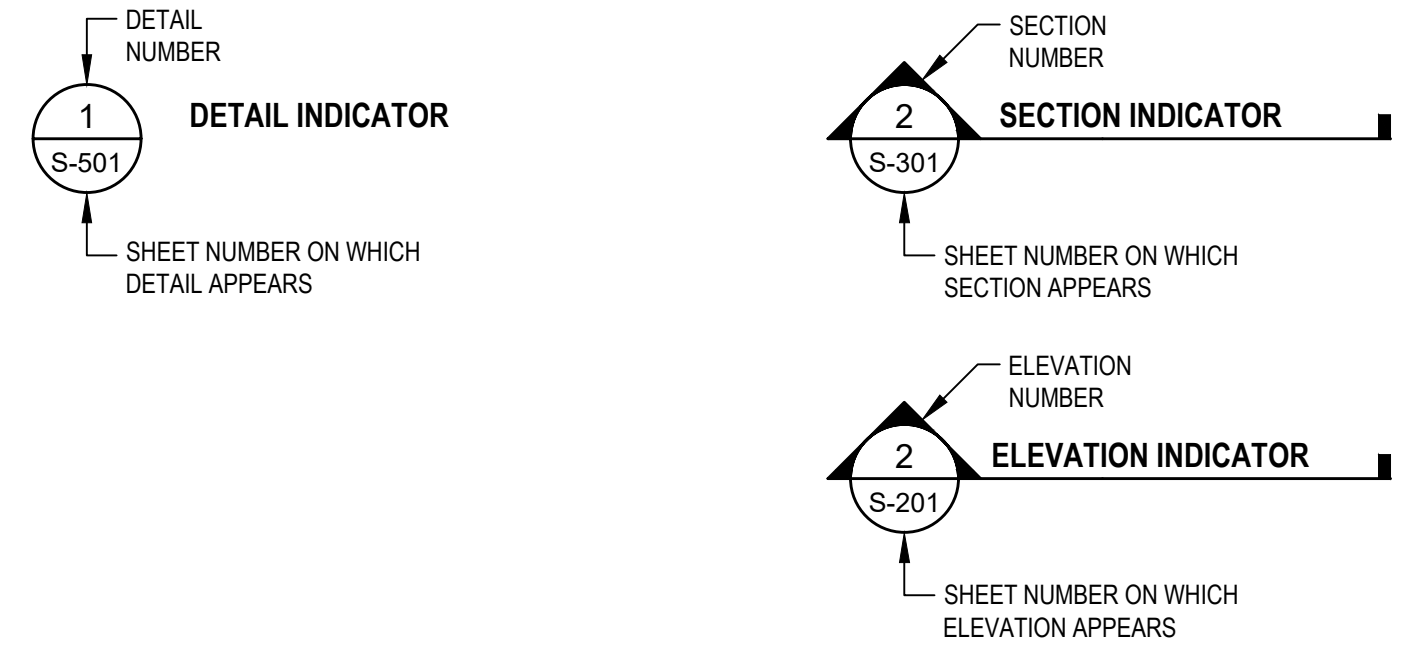 DETAIL
NUMBER
1
S-501
DETAIL INDICATOR
SHEET NUMBER ON WHICH
DETAIL APPEARS
SECTION
NUMBER
2
S-301
SECTION INDICATOR
SHEET NUMBER ON WHICH
SECTION APPEARS
ELEVATION
NUMBER
2
S-201
ELEVATION INDICATOR
SHEET NUMBER ON WHICH
ELEVATION APPEARS